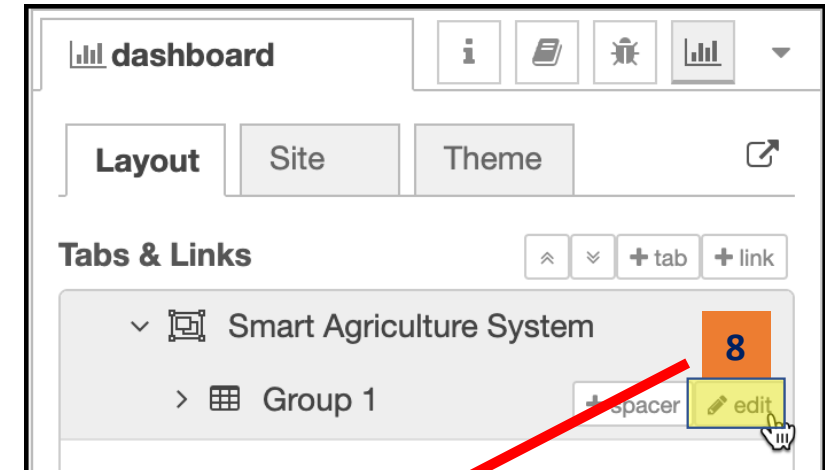 dashboard i
Layout Site Theme
Tabs & Links + tab + link
Smart Agriculture System
8
Group 1 + spacer edit